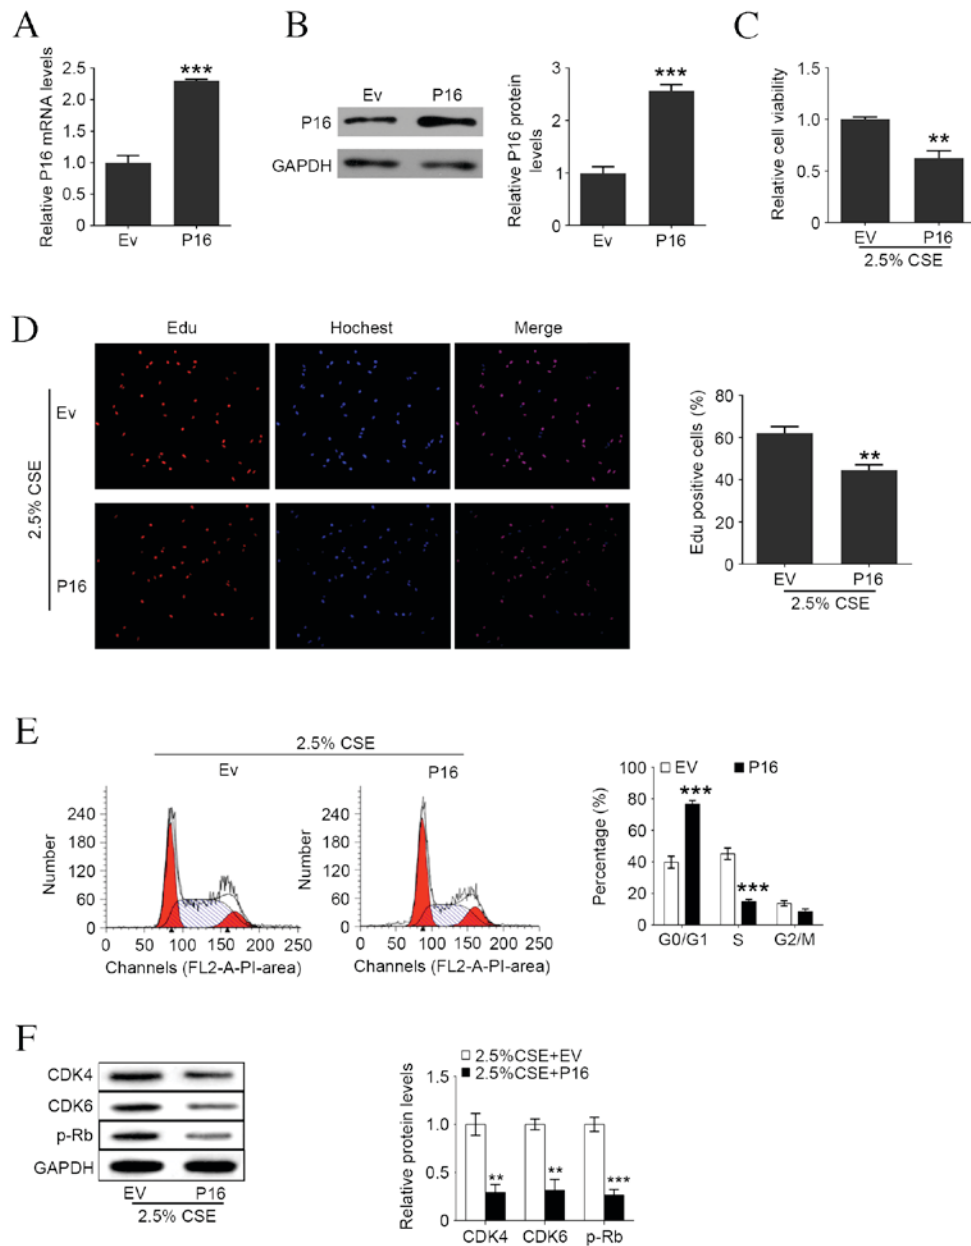 A
Relative P16 mRNA levels
2.5
2.0
1.5
1.0
0.5
0
***
Ev P16
B
Ev P16
P16
GAPDH
Relative P16 protein
levels
3
2
1
0
***
Ev P16
C
Relative cell viability
1.5
1.0
0.5
0
**
EV P16
2.5% CSE
D
Edu Hochest Merge
2.5% CSE
Ev
P16
Edu positive cells (%)
80
60
40
20
0
**
EV P16
2.5% CSE
E
2.5% CSE
Ev P16
Number
240
180
120
60
0
0 50 100 150 200 250
Channels (FL2-A-PI-area)
Number
240
180
120
60
0
0 50 100 150 200 250
Channels (FL2-A-PI-area)
EV P16
Percentage (%)
100
80
60
40
20
0
***
***
G0/G1 S G2/M
F
CDK4
CDK6
p-Rb
GAPDH
EV P16
2.5% CSE
2.5%CSE+EV
2.5%CSE+P16
Relative protein levels
1.5
1.0
0.5
0
** ** ***
CDK4 CDK6 p-Rb